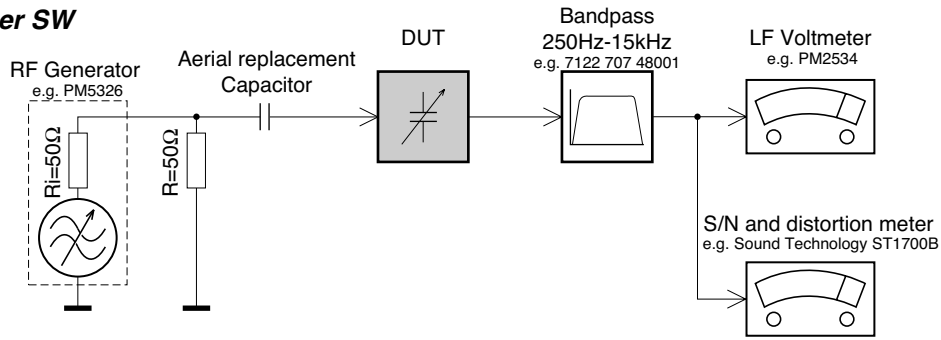 er SW
RF Generator
e.g. PM5326
Ri=50Ω
R=50Ω
Aerial replacement
Capacitor
DUT
Bandpass
250Hz-15kHz
e.g. 7122 707 48001
LF Voltmeter
e.g. PM2534
S/N and distortion meter
e.g. Sound Technology ST1700B